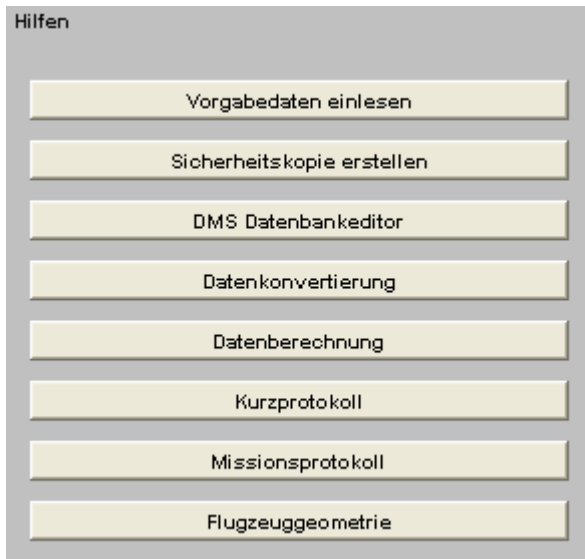 Hilfen
Vorgabedaten einlesen
Sicherheitskopie erstellen
DMS Datenbankeditor
Datenkonvertierung
Datenberechnung
Kurzprotokoll
Missionsprotokoll
Flugzeuggeometrie